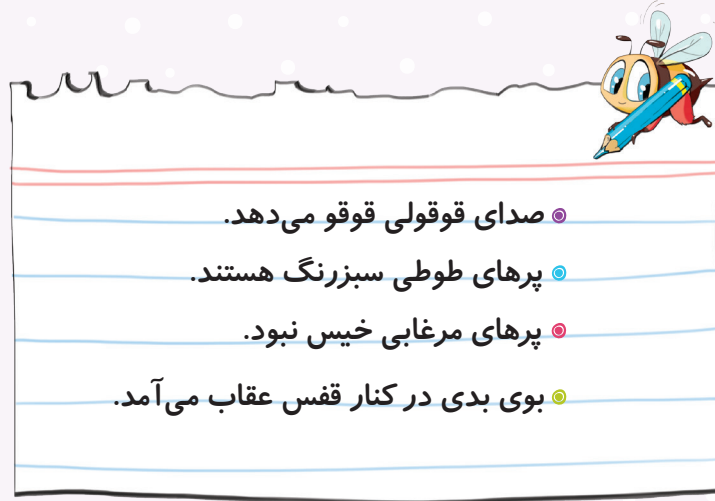 صدای قوقولی قوقو می‌دهد.
پرهای طوطی سبزرنگ هستند.
پرهای مرغابی خیس نبود.
بوی بدی در کنار قفس عقاب می‌آمد.